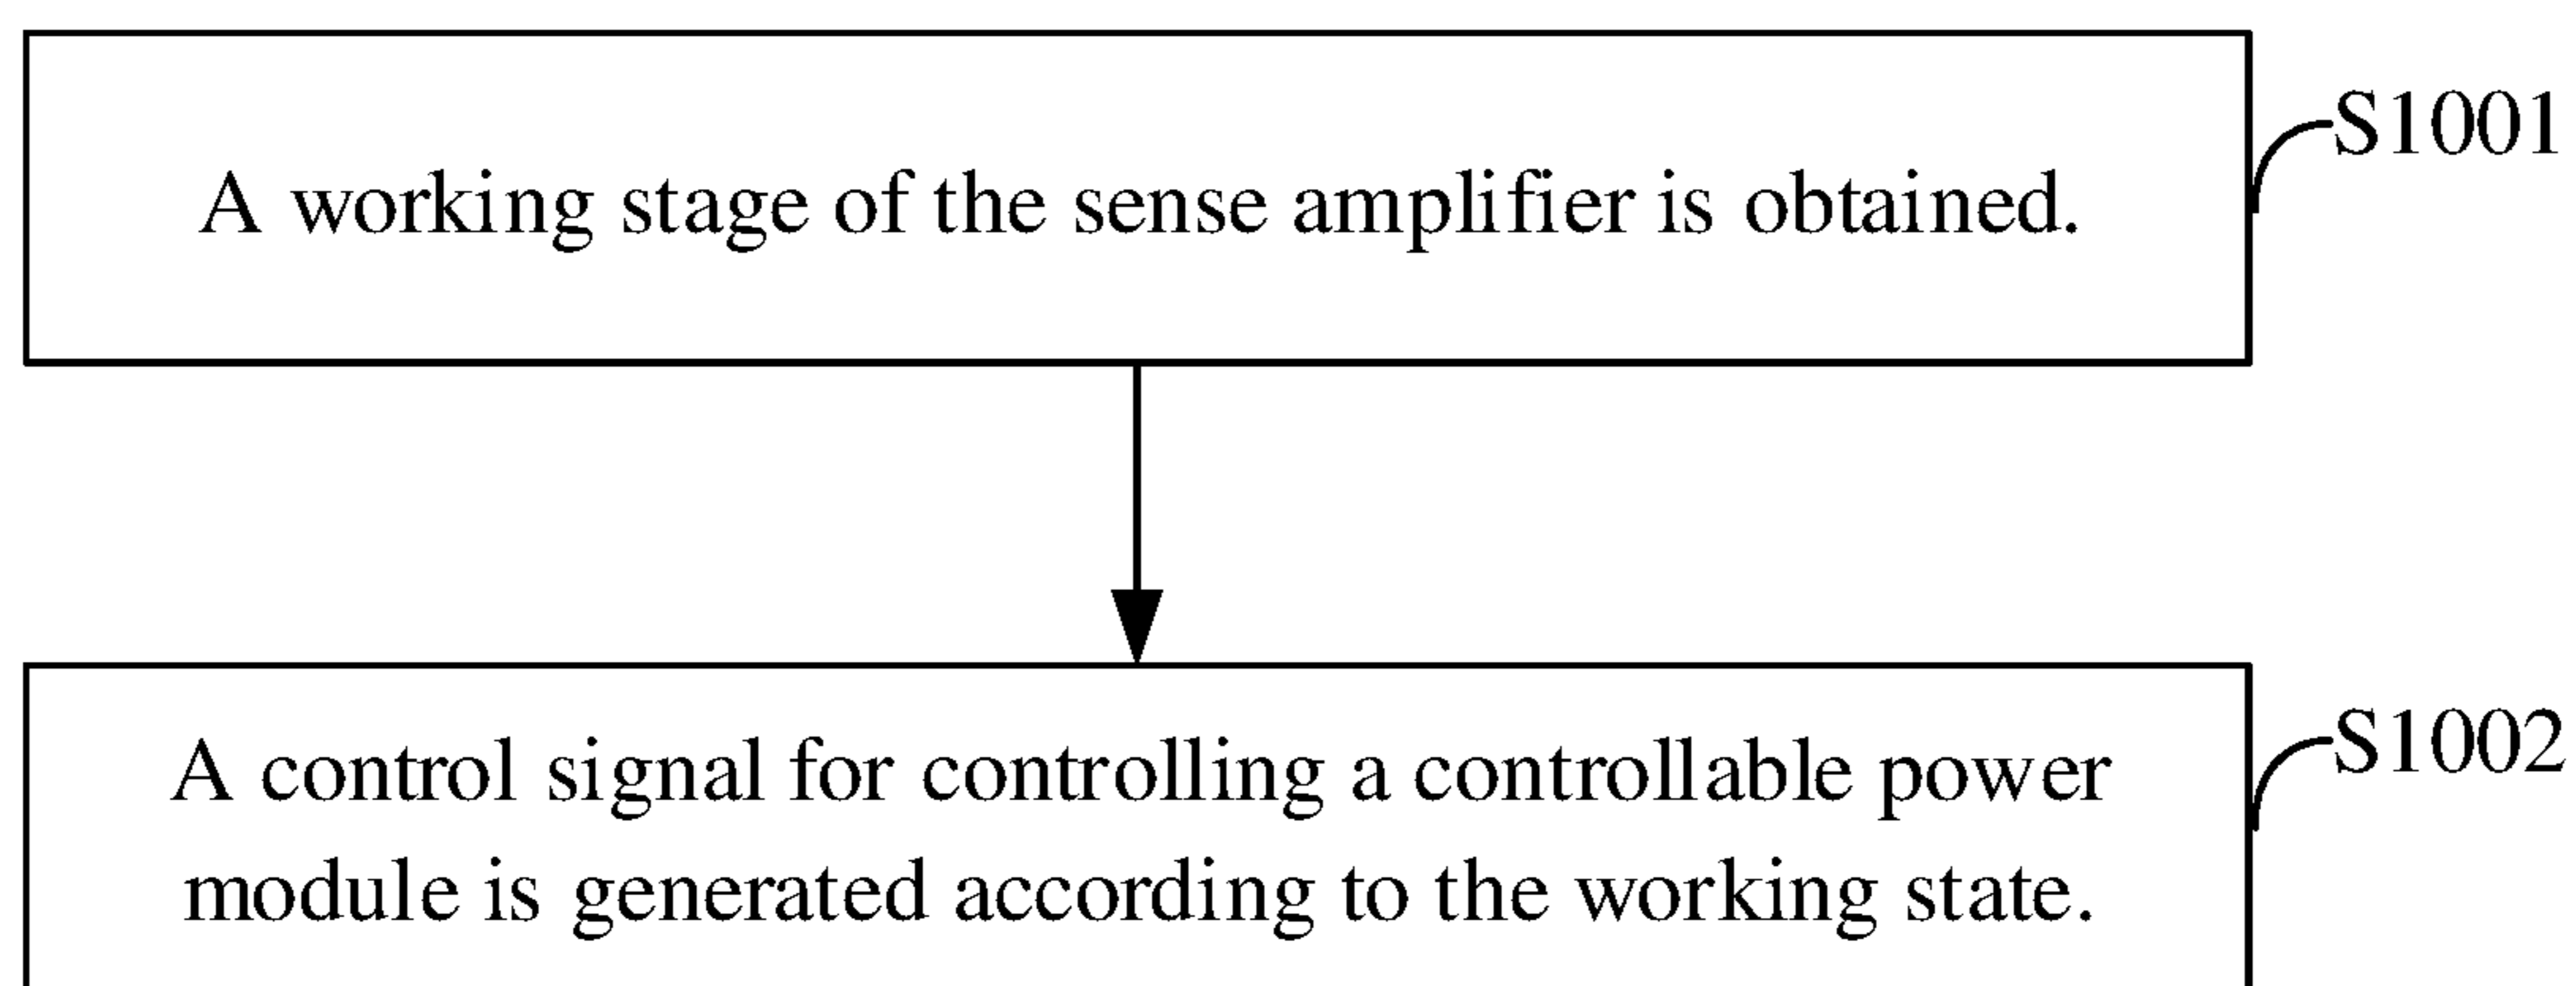 S1001
A working stage of the sense amplifier is obtained.
S1002
A control signal for controlling a controllable power
module is generated according to the working state.